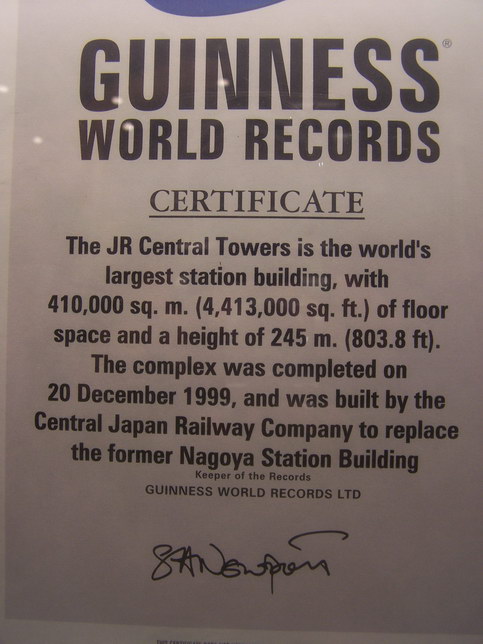 GUINNESS®
WORLD RECORDS
CERTIFICATE
The JR Central Towers is the world's
largest station building, with
410,000 sq. m. (4,413,000 sq. ft.) of floor
space and a height of 245 m. (803.8 ft).
The complex was completed on
20 December 1999, and was built by the
Central Japan Railway Company to replace
the former Nagoya Station Building
Keeper of the Records
GUINNESS WORLD RECORDS LTD